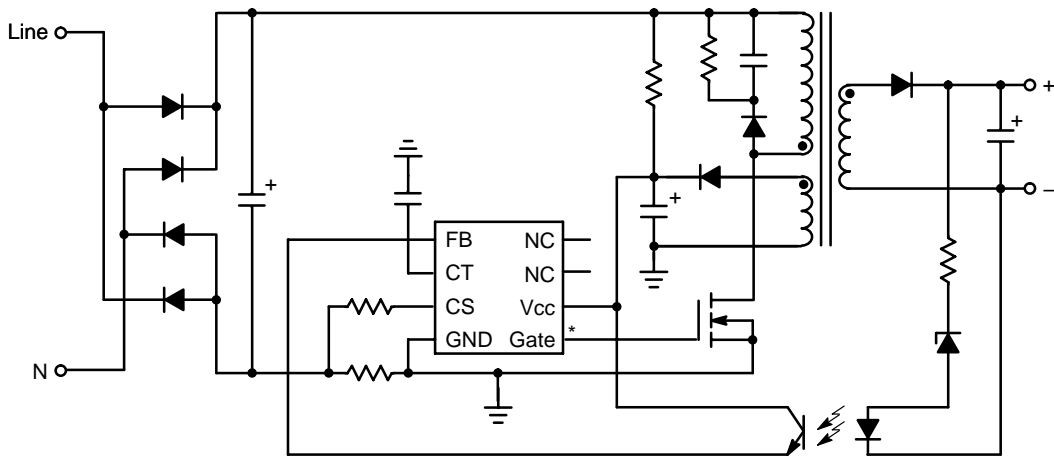 Line
+
+
+
+
−
FB
NC
CT
NC
CS
Vcc
GND
Gate
*
N